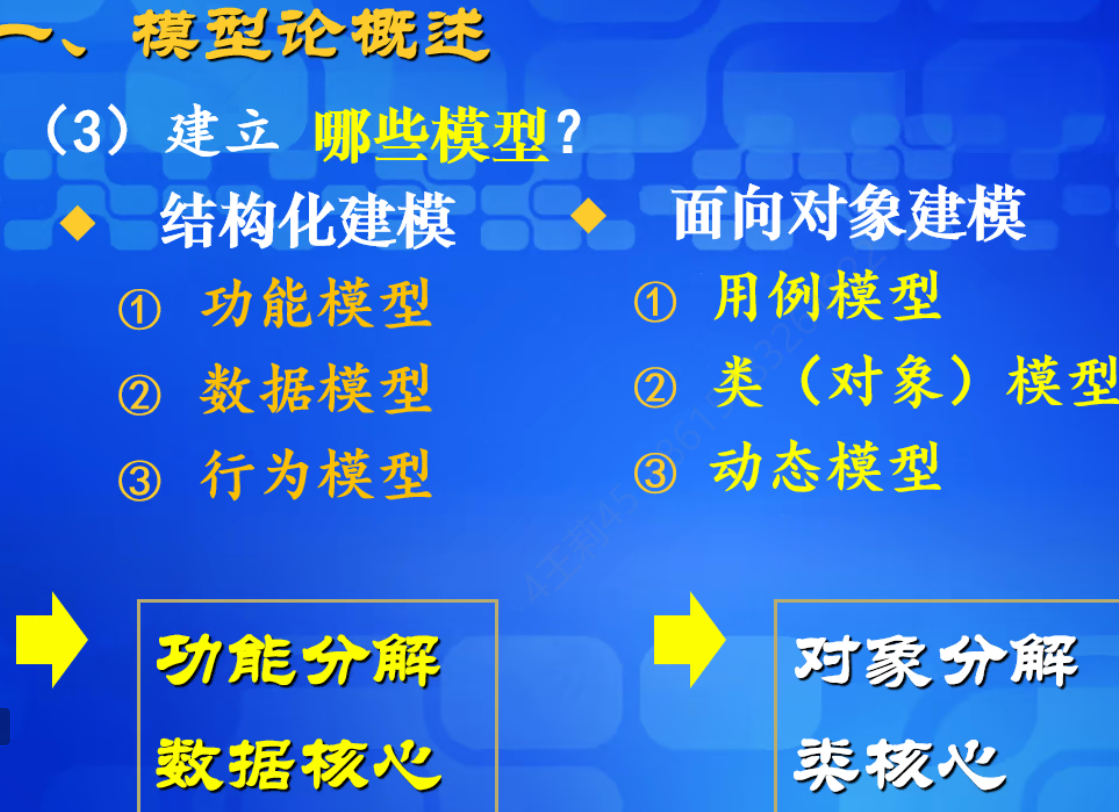 一、模型论概述
（3）建立 哪些模型？
◆ 结构化建模
① 功能模型
② 数据模型
③ 行为模型
功能分解
数据核心
◆ 面向对象建模
① 用例模型
② 类（对象）模型
③ 动态模型
对象分解
类核心